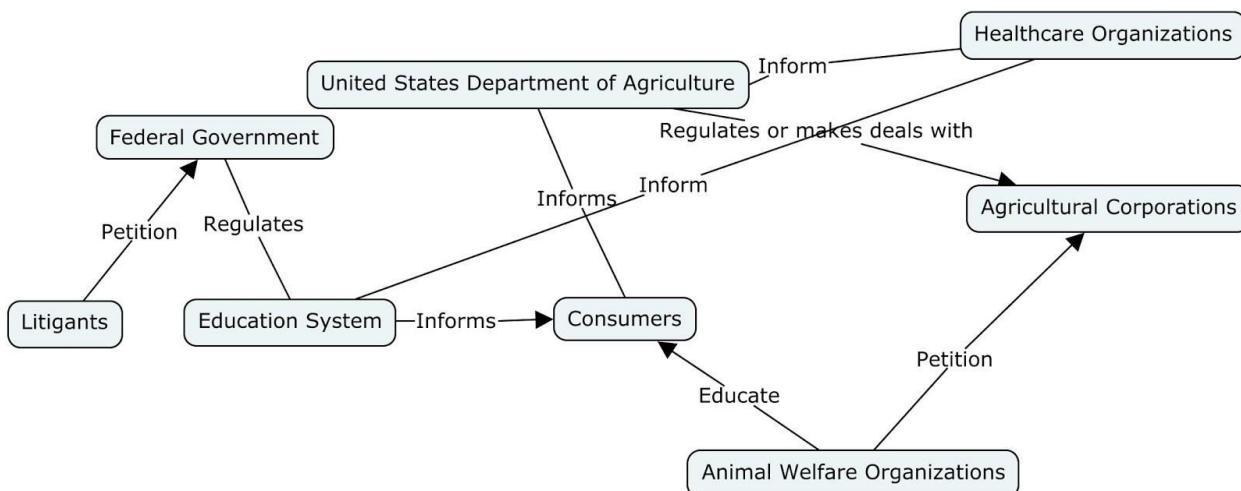 Healthcare Organizations
Inform
United States Department of Agriculture
Federal Government
Regulates or makes deals with
Inform
Informs
Agricultural Corporations
Petition
Regulates
Litigants
Education System
Informs
Consumers
Petition
Educate
Animal Welfare Organizations